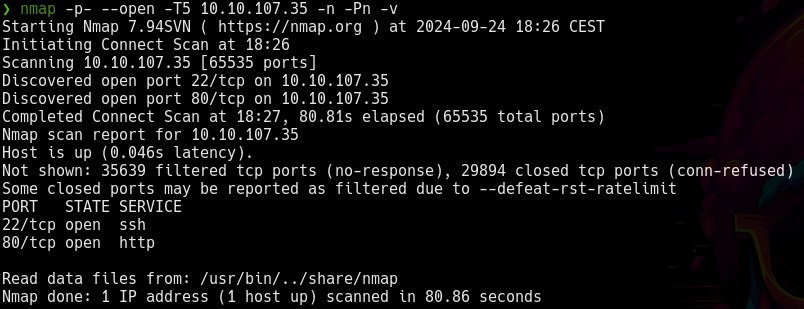 ❯ nmap -p- --open -T5 10.10.107.35 -n -Pn -v
Starting Nmap 7.94SVN ( https://nmap.org ) at 2024-09-24 18:26 CEST
Initiating Connect Scan at 18:26
Scanning 10.10.107.35 [65535 ports]
Discovered open port 22/tcp on 10.10.107.35
Discovered open port 80/tcp on 10.10.107.35
Completed Connect Scan at 18:27, 80.81s elapsed (65535 total ports)
Nmap scan report for 10.10.107.35
Host is up (0.046s latency).
Not shown: 35639 filtered tcp ports (no-response), 29894 closed tcp ports (conn-refused)
Some closed ports may be reported as filtered due to --defeat-rst-ratelimit
PORT   STATE SERVICE
22/tcp open  ssh
80/tcp open  http
Read data files from: /usr/bin/../share/nmap
Nmap done: 1 IP address (1 host up) scanned in 80.86 seconds